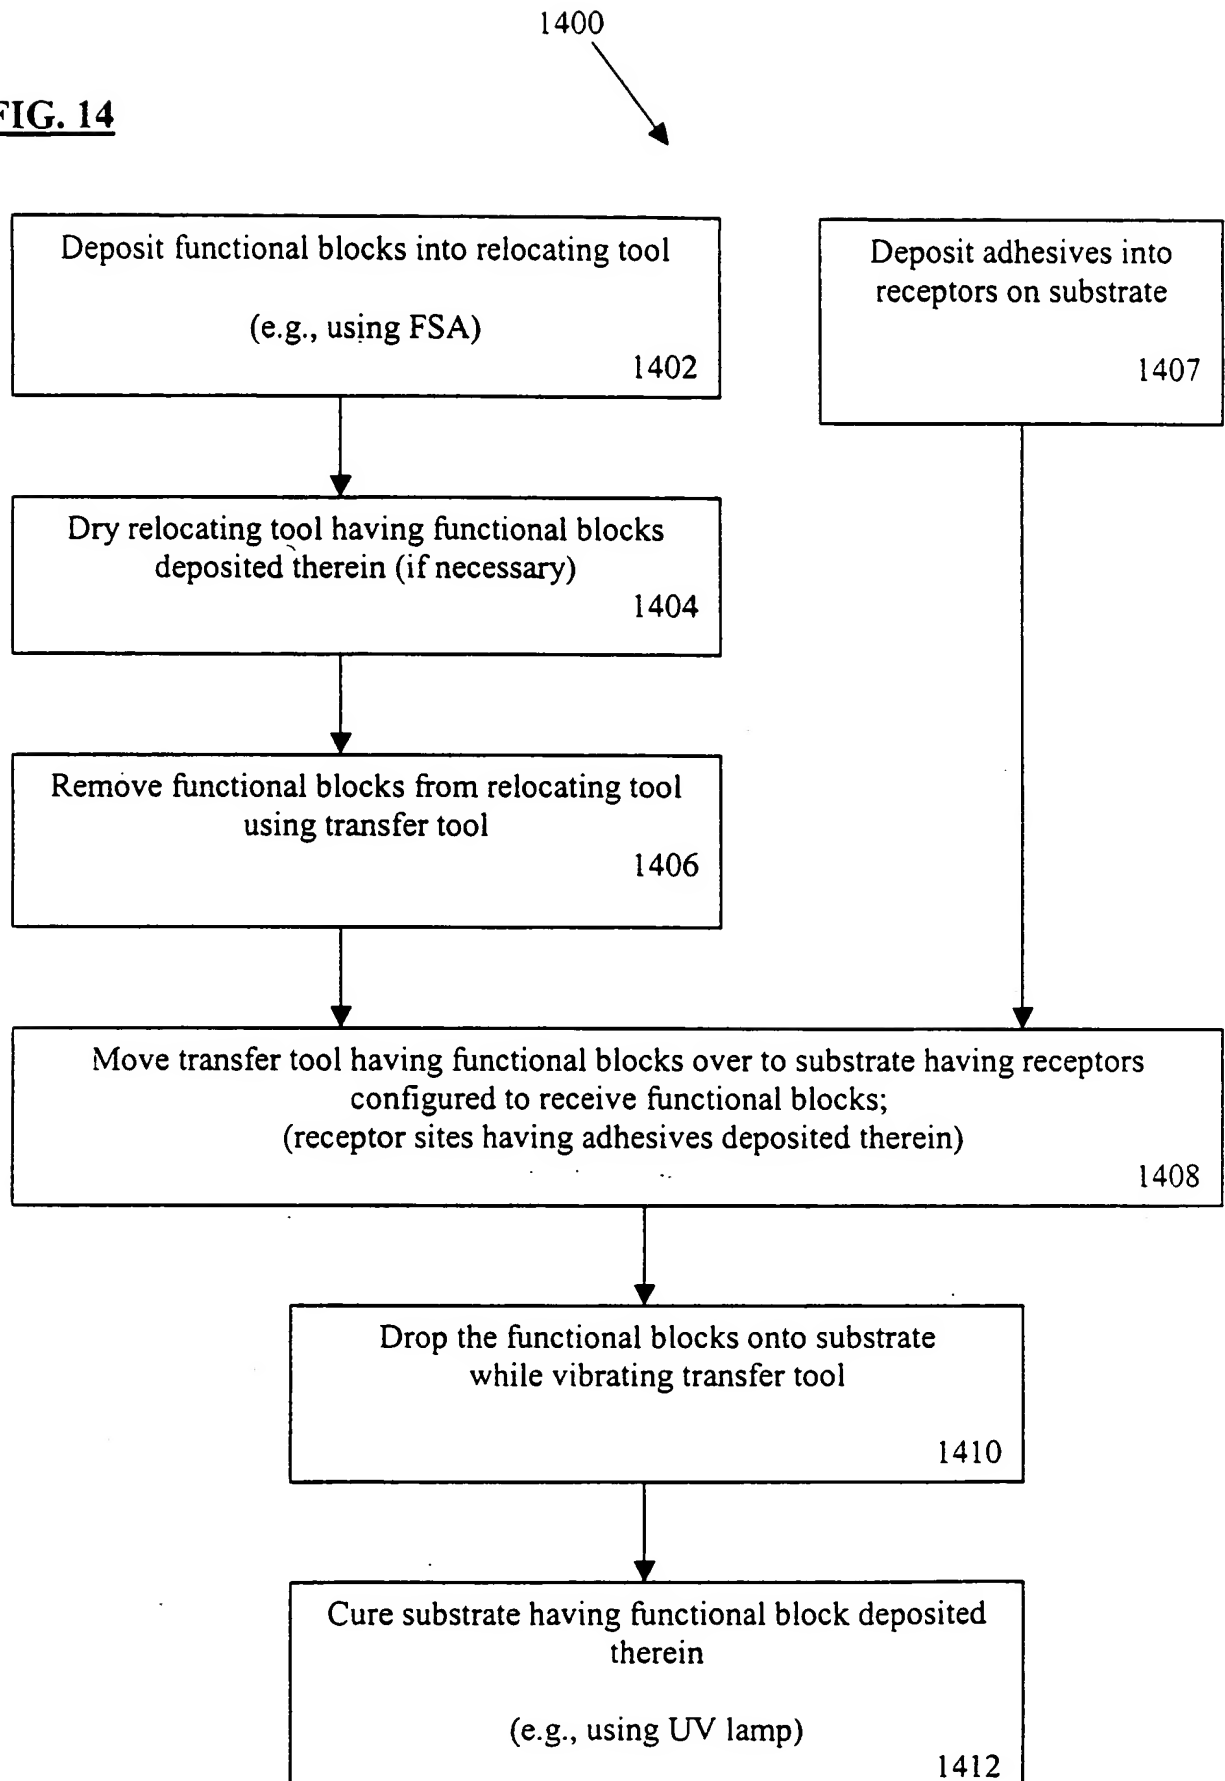 1400
FIG. 14
Deposit functional blocks into relocating tool
(e.g., using FSA)
1402
Deposit adhesives into
receptors on substrate
1407
Dry relocating tool having functional blocks
deposited therein (if necessary)
1404
Remove functional blocks from relocating tool
using transfer tool
1406
Move transfer tool having functional blocks over to substrate having receptors
configured to receive functional blocks;
(receptor sites having adhesives deposited therein)
1408
Drop the functional blocks onto substrate
while vibrating transfer tool
1410
Cure substrate having functional block deposited
therein
(e.g., using UV lamp)
1412